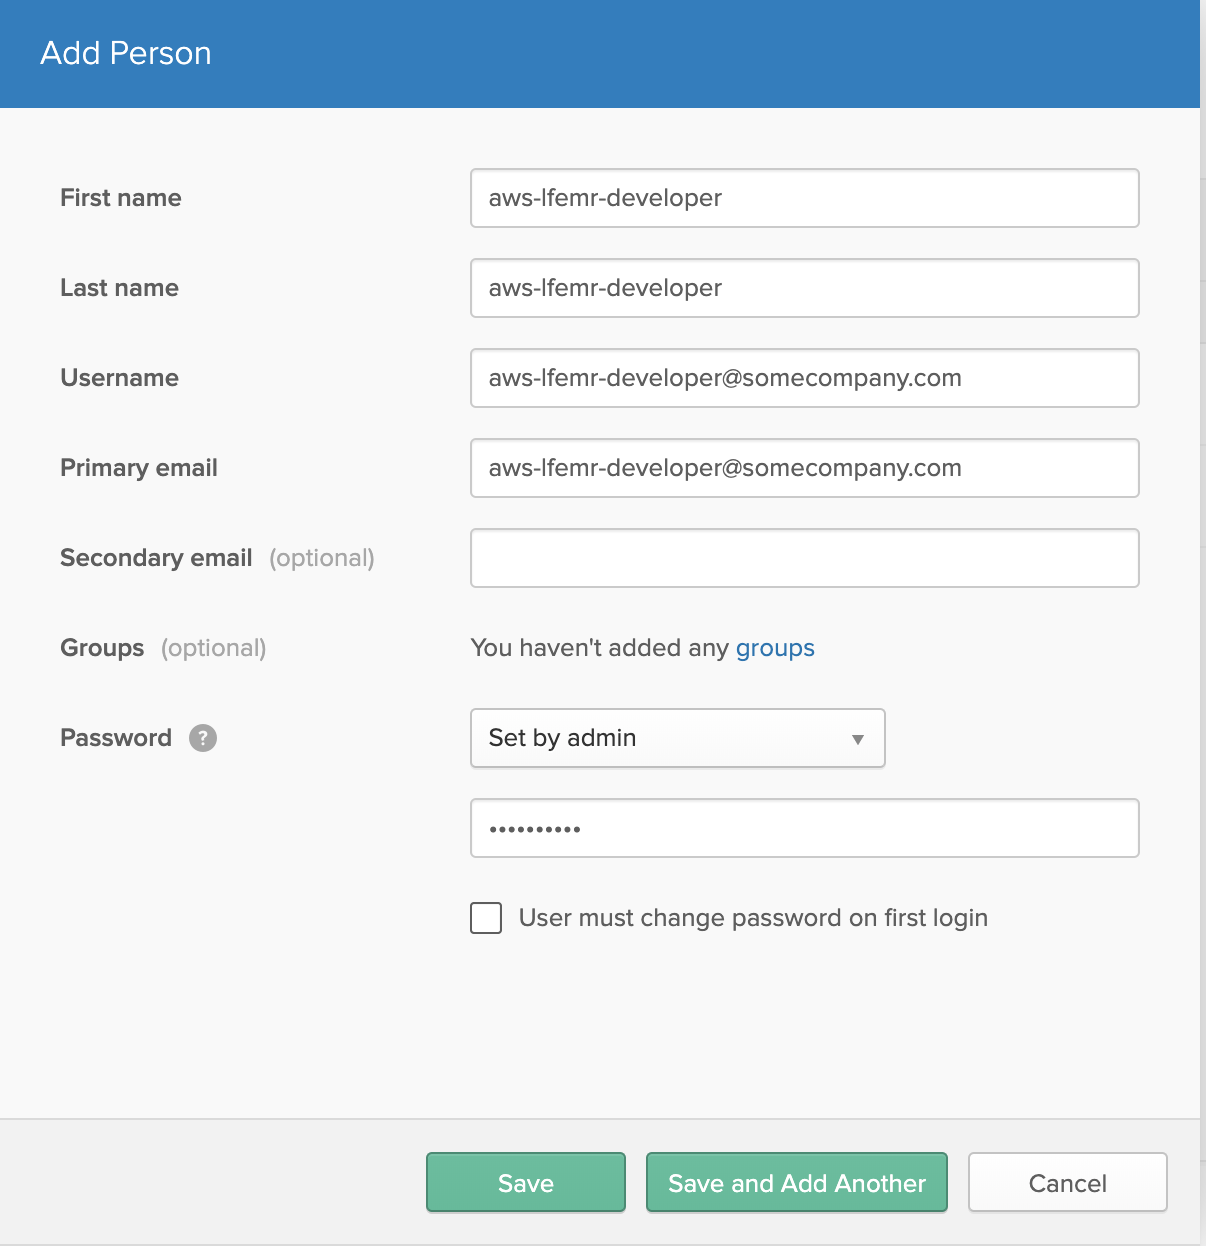 Add Person
First name
aws-lfemr-developer
Last name
aws-lfemr-developer
Username
aws-lfemr-developer@somecompany.com
Primary email
aws-lfemr-developer@somecompany.com
Secondary email (optional)
Groups (optional)
You haven't added any groups
Password ?
Set by admin
••••••••••
User must change password on first login
Save
Save and Add Another
Cancel